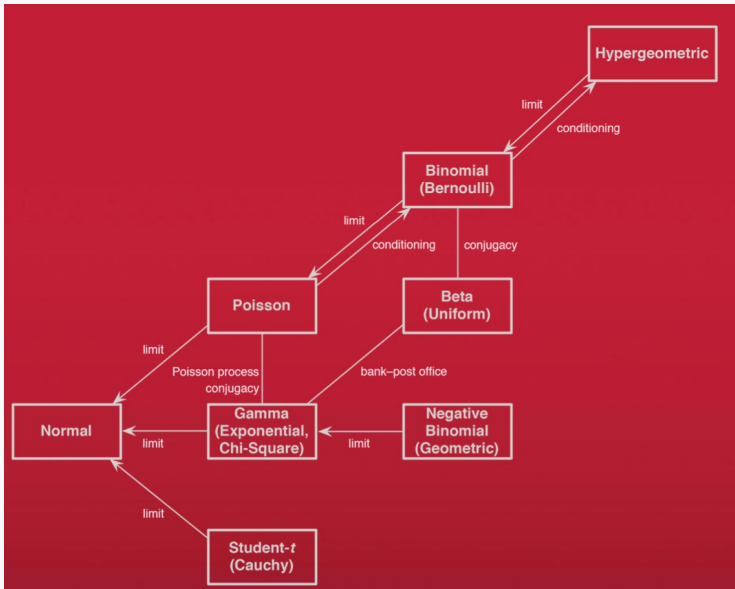 Hypergeometric
limit
conditioning
Binomial
(Bernoulli)
limit
conditioning
conjugacy
Poisson
Beta
(Uniform)
limit
Poisson process
conjugacy
bank–post office
Normal
limit
Gamma
(Exponential,
Chi-Square)
limit
Negative
Binomial
(Geometric)
limit
Student-t
(Cauchy)